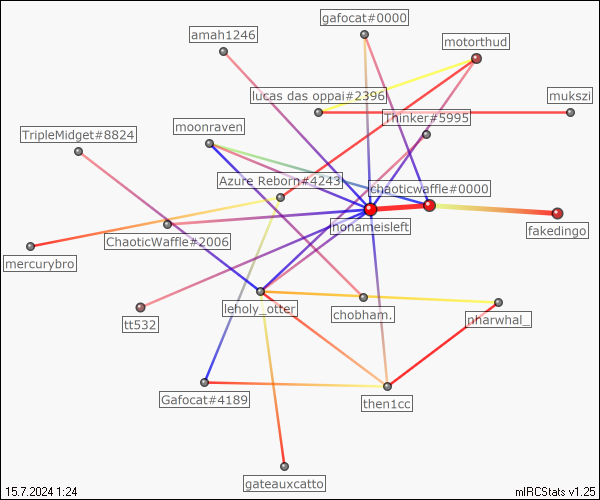 gafocat#0000
amah1246
motorthud
lucas das oppai#2396
mukszi
Thinker#5995
moonraven
TripleMidget#8824
Azure Reborn#4243
chaoticwaffle#0000
nonameisleft
fakedingo
ChaoticWaffle#2006
mercurybro
leholy_otter
chobham.
nharwhal_
tt532
Gafocat#4189
then1cc
gateauxcatto
15.7.2024 1:24
mIRCStats v1.25